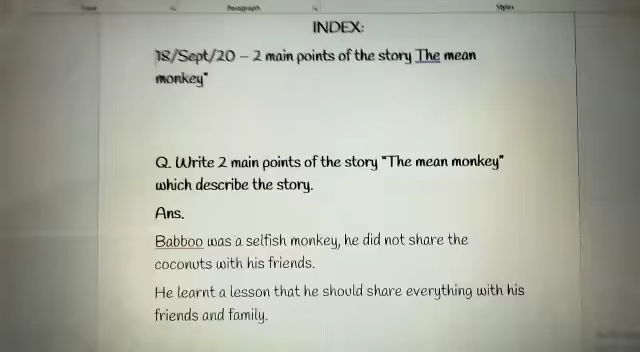 Paragraph
Styles
INDEX:
18/Sept/20 – 2 main points of the story The mean
monkey"
Q. Write 2 main points of the story "The mean monkey"
which describe the story.
Ans.
Babboo was a selfish monkey, he did not share the
coconuts with his friends.
He learnt a lesson that he should share everything with his
friends and family.